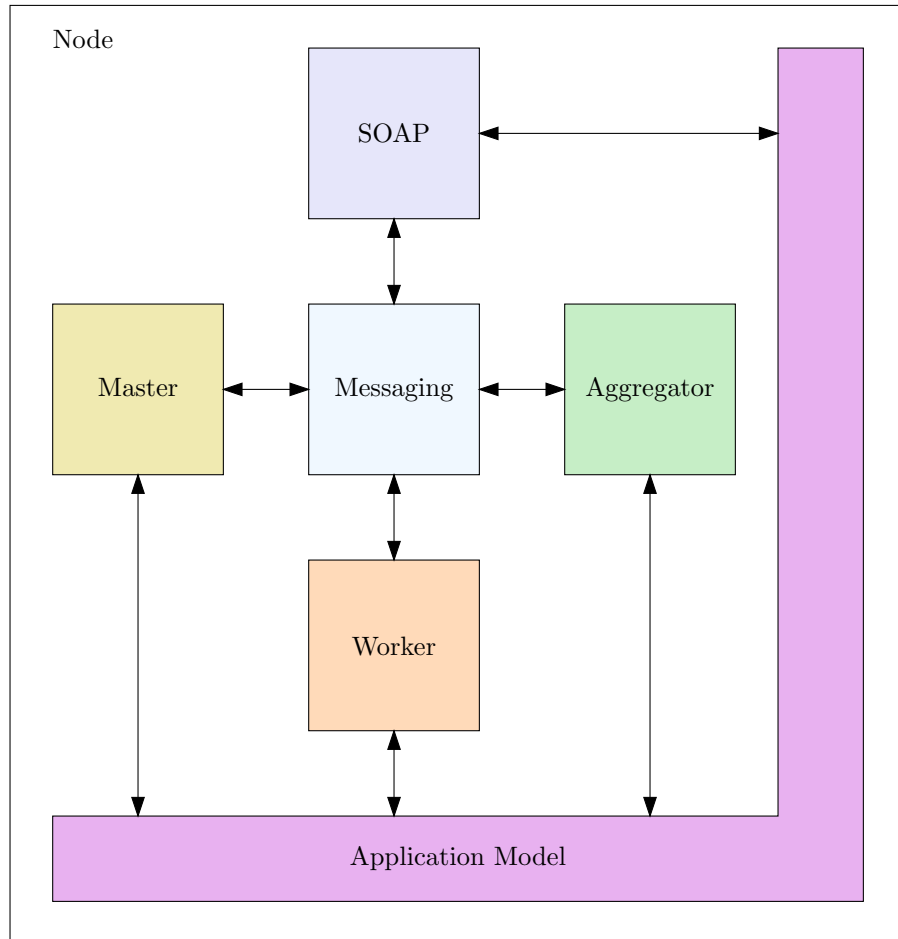 Node
SOAP
Master
Messaging
Aggregator
Worker
Application Model